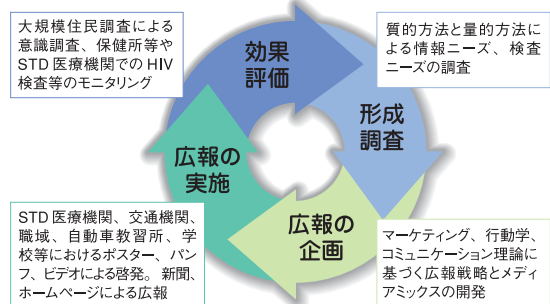 大規模住民調査による
意識調査、保健所等や
STD 医療機関での HIV
検査等のモニタリング
効果
評価
質的方法と量的方法に
よる情報ニーズ、検査
ニーズの調査
形成
調査
広報の
実施
広報の
企画
STD 医療機関、交通機関、
職域、自動車教習所、学
校等におけるポスター、パン
フ、ビデオによる啓発。 新聞、
ホームページによる広報
マーケティング、行動学、
コミュニケーション理論に
基づく広報戦略とメディ
アミックスの開発